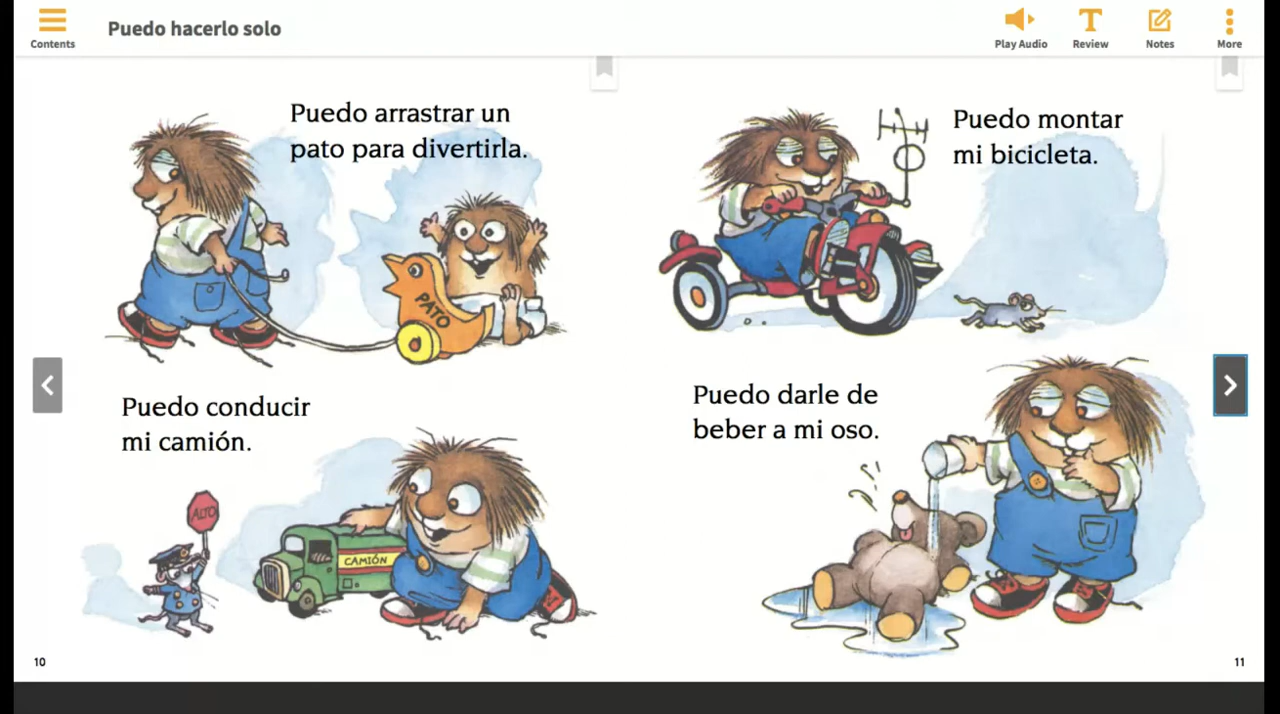 Contents
Puedo hacerlo solo
Play Audio
Review
Notes
More
Puedo arrastrar un
pato para divertirla.
PATO
Puedo conducir
mi camión.
ALTO
CAMIÓN
10
Puedo montar
mi bicicleta.
Puedo darle de
beber a mi oso.
11